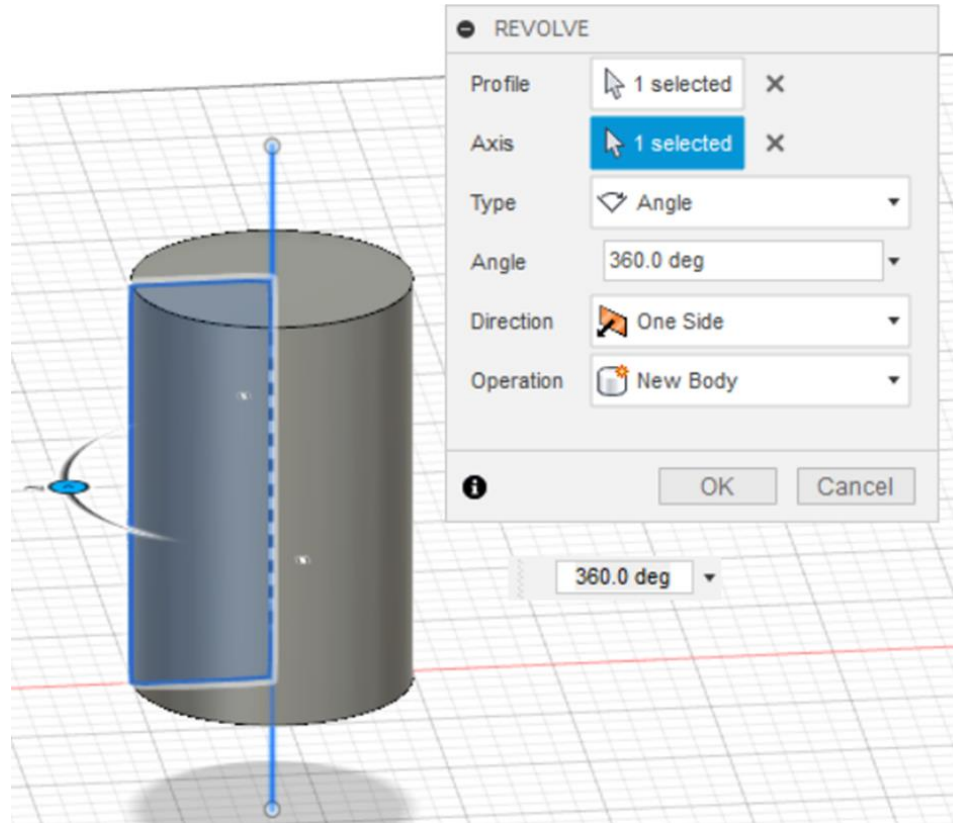 REVOLVE
Profile 1 selected
Axis 1 selected
Type Angle
Angle 360.0 deg
Direction One Side
Operation New Body
OK Cancel
360.0 deg